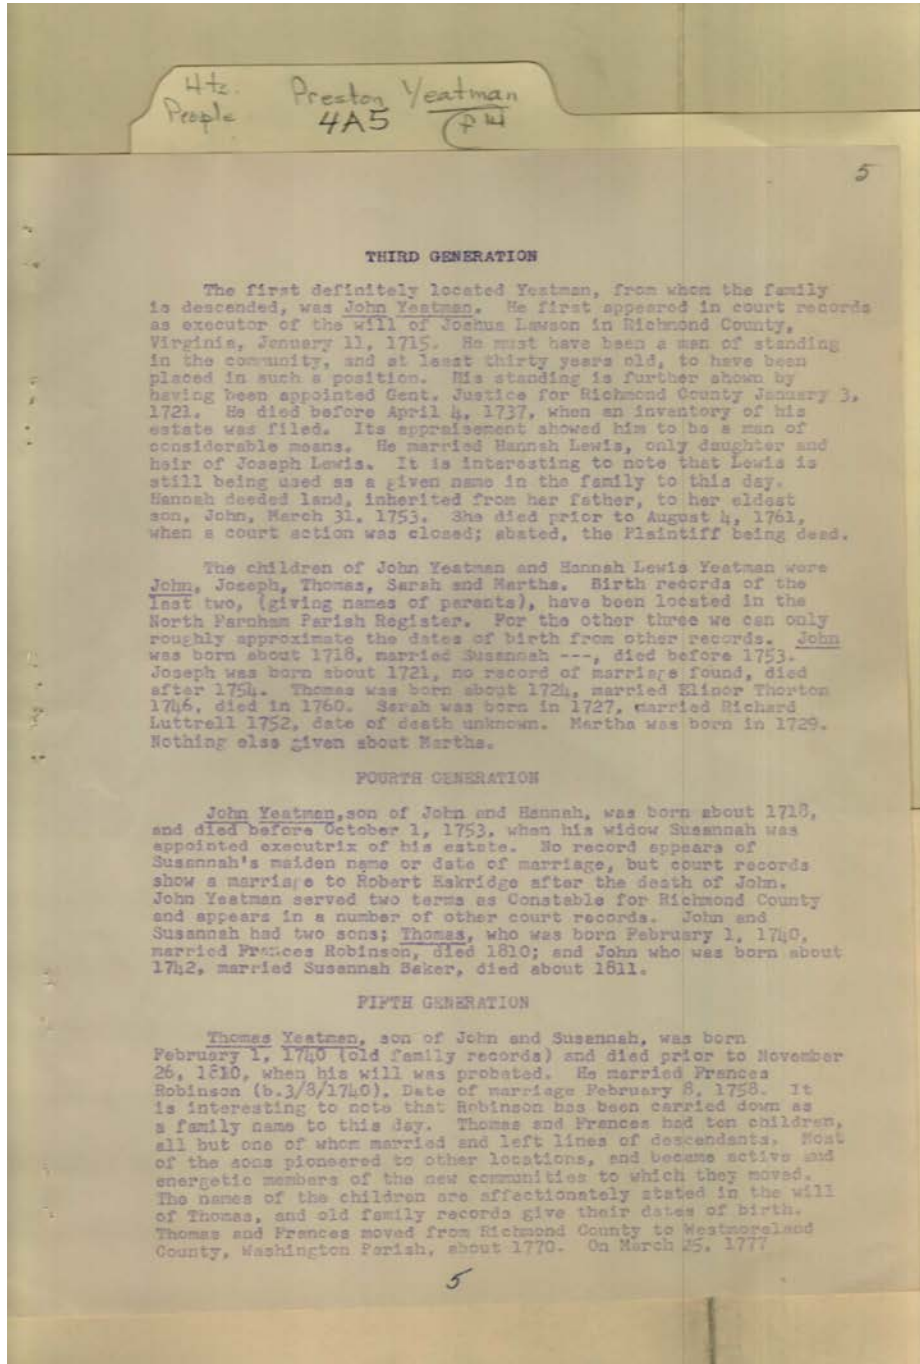 4tz. Preston Yeatman
People 4A5
5
THIRD GENERATION
The first definitely located Yeatman, from whom the family
is descended, was John Yeatman. He first appeared in court records
as executor of the will of Joshua Lawson in Richmond County,
Virginia, January 11, 1715. He must have been a man of standing
in the community, and at least thirty years old, to have been
placed in such a position. His standing is further shown by
having been appointed Gent. Justice for Richmond County January 3,
1721. He died before April 4, 1737, when an inventory of his
estate was filed. Its appraisement showed him to be a man of
considerable means. He married Hannah Lewis, only daughter and
heir of Joseph Lewis. It is interesting to note that Lewis is
still being used as a given name in the family to this day.
Hannah deeded land, inherited from her father, to her eldest
son, John, March 31, 1753. She died prior to August 4, 1761,
when a court action was closed; abated, the Plaintiff being dead.
The children of John Yeatman and Hannah Lewis Yeatman were
John, Joseph, Thomas, Sarah and Martha. Birth records of the
last two, (giving names of parents), have been located in the
North Farnham Parish Register. For the other three we can only
roughly approximate the dates of birth from other records. John
was born about 1718, married Susannah ---, died before 1753.
Joseph was born about 1721, no record of marriage found, died
after 1754. Thomas was born about 1724, married Elinor Thorton
1746, died in 1760. Sarah was born in 1727, married Richard
Luttrell 1752, date of death unknown. Martha was born in 1729.
Nothing else given about Martha.
FOURTH GENERATION
John Yeatman,son of John and Hannah, was born about 1718,
and died before October 1, 1753, when his widow Susannah was
appointed executrix of his estate. No record appears of
Susannah's maiden name or date of marriage, but court records
show a marriage to Robert Eskridge after the death of John.
John Yeatman served two terms as Constable for Richmond County
and appears in a number of other court records. John and
Susannah had two sons; Thomas, who was born February 1, 1740,
married Frances Robinson, died 1810; and John who was born about
1742, married Susannah Baker, died about 1811.
FIFTH GENERATION
Thomas Yeatman, son of John and Susannah, was born
February 1, 1740 (old family records) and died prior to November
26, 1810, when his will was probated. He married Frances
Robinson (b.3/8/1740). Date of marriage February 8, 1758. It
is interesting to note that Robinson has been carried down as
a family name to this day. Thomas and Frances had ten children,
all but one of whom married and left lines of descendants. Most
of the sons pioneered to other locations, and became active and
energetic members of the new communities to which they moved.
The names of the children are affectionately stated in the will
of Thomas, and old family records give their dates of birth.
Thomas and Frances moved from Richmond County to Westmoreland
County, Washington Parish, about 1770. On March 25, 1777
5